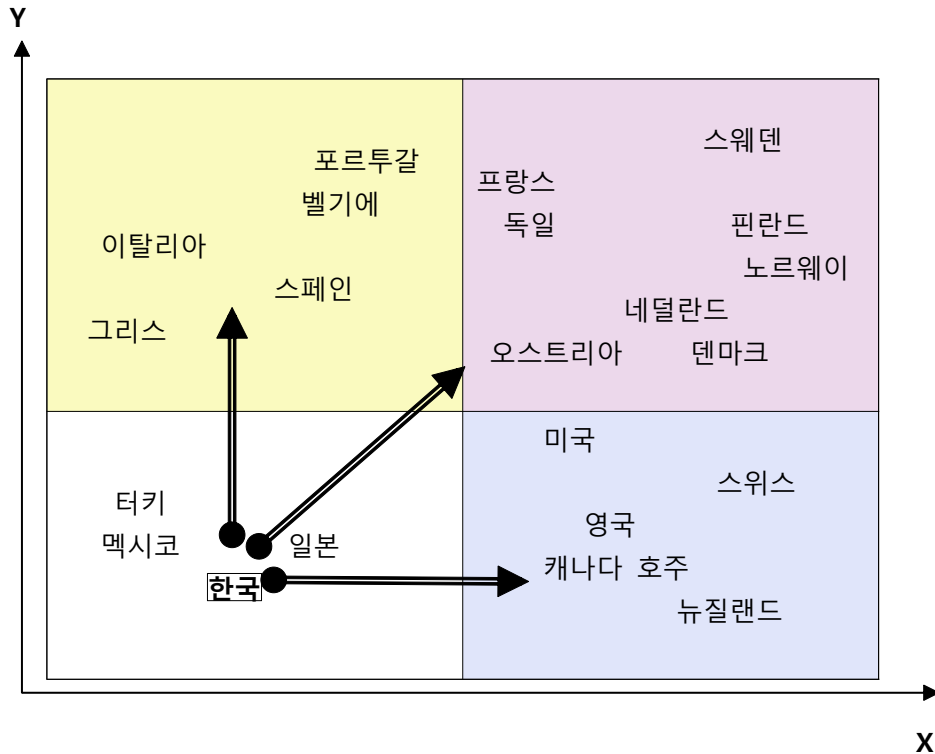 Y
스웨덴
포르투갈
프랑스
벨기에
독일
핀란드
이탈리아
노르웨이
스페인
네덜란드
그리스
오스트리아 덴마크
미국
스위스
터키
영국
멕시코
일본
캐나다 호주
한국
뉴질랜드
X